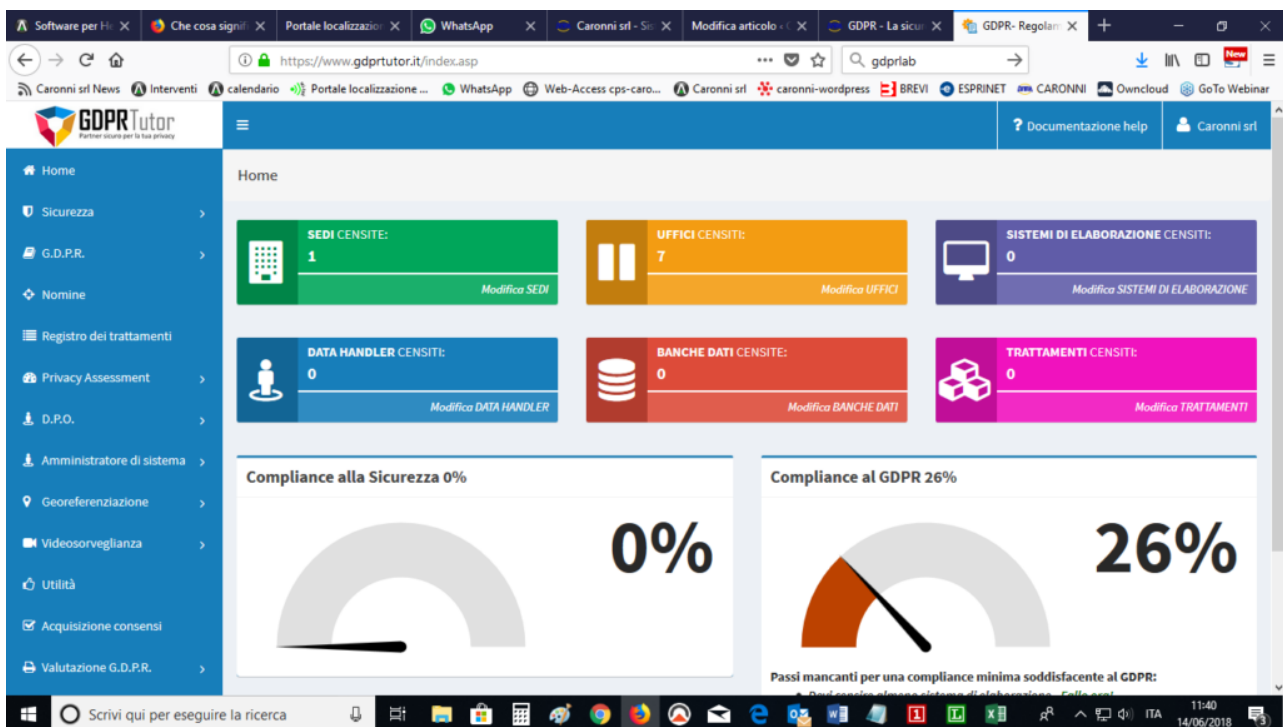 Software per H
Che cosa signifi
Portale localizzazion
WhatsApp
Caronni srl - Sis
Modifica articolo ‹ C
GDPR - La sicur
GDPR- Regolam
https://www.gdprtutor.it/index.asp
gdprlab
New
Caronni srl News
Interventi
calendario
Portale localizzazione ...
WhatsApp
Web-Access cps-caro...
Caronni srl
caronni-wordpress
BREVI
ESPRINET
CARONNI
Owncloud
GoTo Webinar
GDPRTutor
Partner sicuro per la tua privacy
? Documentazione help
Caronni srl
Home
Sicurezza
G.D.P.R.
Nomine
Registro dei trattamenti
Privacy Assessment
D.P.O.
Amministratore di sistema
Georeferenziazione
Videosorveglianza
Utilità
Acquisizione consensi
Valutazione G.D.P.R.
Home
SEDI CENSITE:
1
Modifica SEDI
UFFICI CENSITI:
7
Modifica UFFICI
SISTEMI DI ELABORAZIONE CENSITI:
0
Modifica SISTEMI DI ELABORAZIONE
DATA HANDLER CENSITI:
0
Modifica DATA HANDLER
BANCHE DATI CENSITE:
0
Modifica BANCHE DATI
TRATTAMENTI CENSITI:
0
Modifica TRATTAMENTI
Compliance alla Sicurezza 0%
0%
Compliance al GDPR 26%
26%
Passi mancanti per una compliance minima soddisfacente al GDPR:
Scrivi qui per eseguire la ricerca
ITA
11:40
14/06/2018